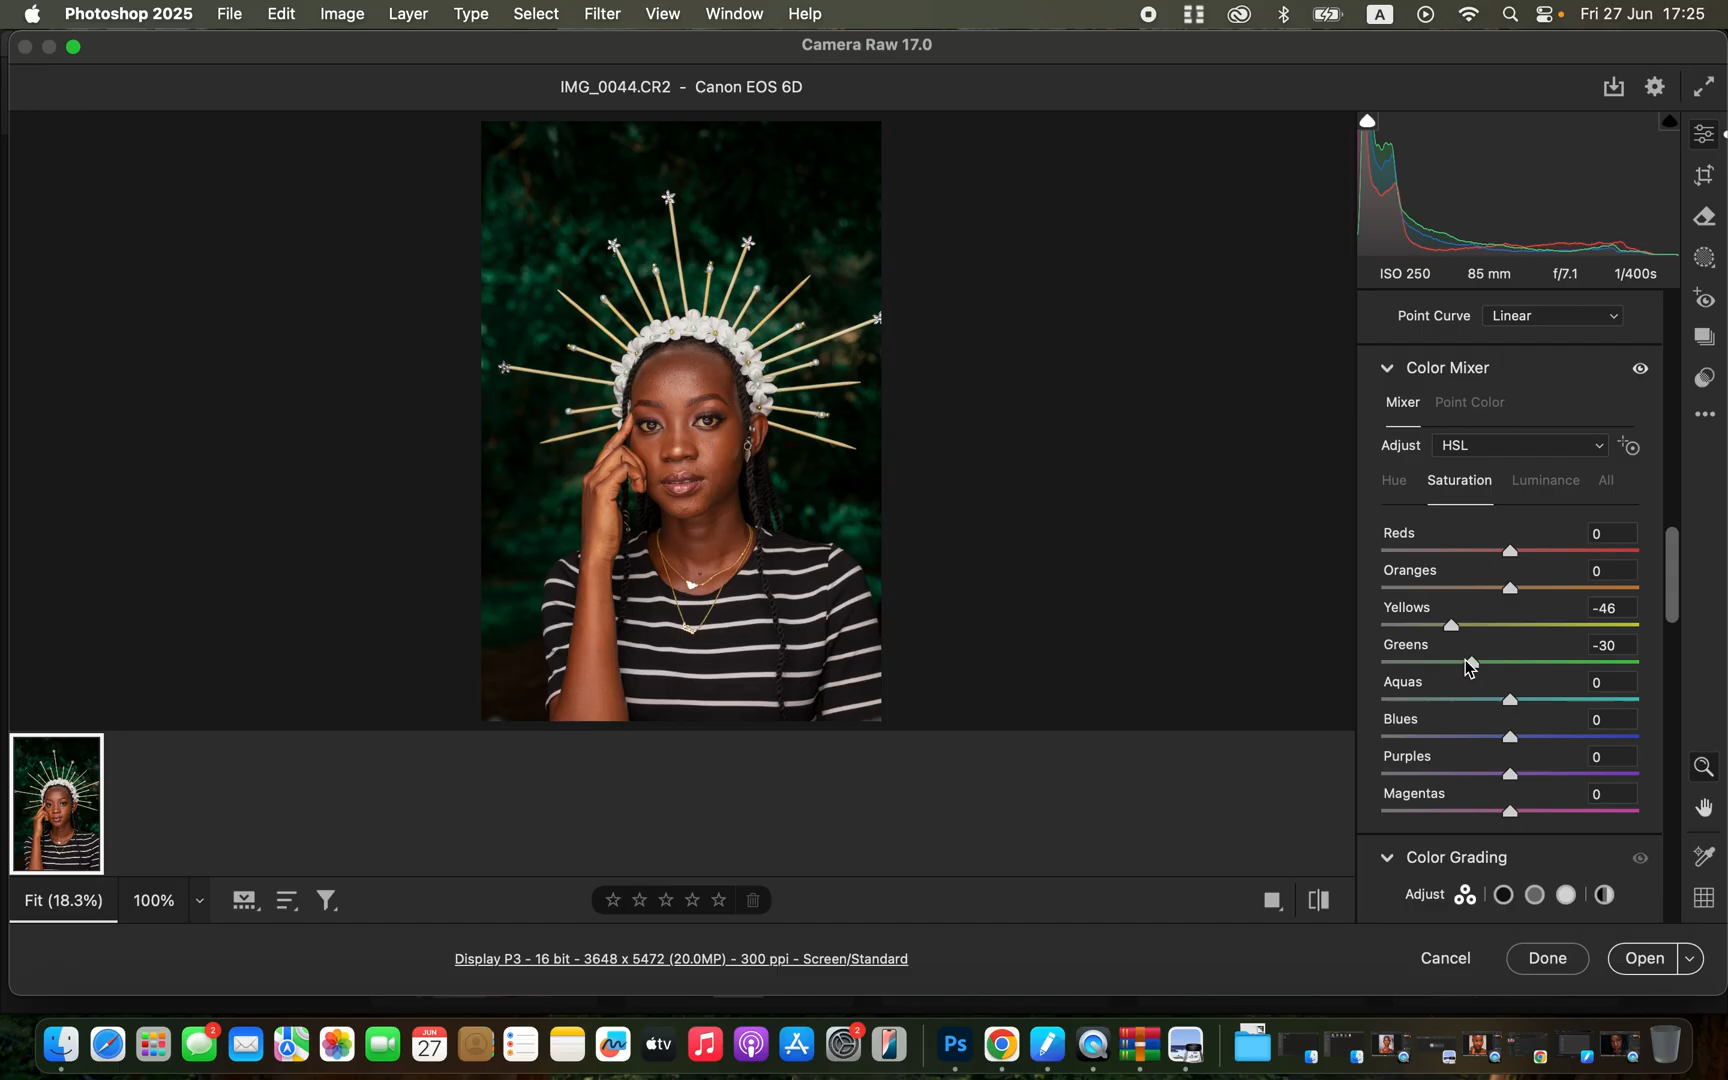 Photoshop 2025 File Edit Image Layer Type Select Filter View Window Help A Fri 27 Jun 17:25
Camera Raw 17.0
IMG_0044.CR2 - Canon EOS 6D
ISO 250 85 mm f/7.1 1/400s
Point Curve Linear
Color Mixer
Mixer Point Color
Adjust HSL
Hue Saturation Luminance All
Reds 0
Oranges 0
Yellows -46
Greens -30
Aquas 0
Blues 0
Purples 0
Magentas 0
Color Grading
Adjust
Fit (18.3%) 100%
Display P3 - 16 bit - 3648 x 5472 (20.0MP) - 300 ppi - Screen/Standard
Cancel Done Open
2 JUN 27 tv 2 Ps